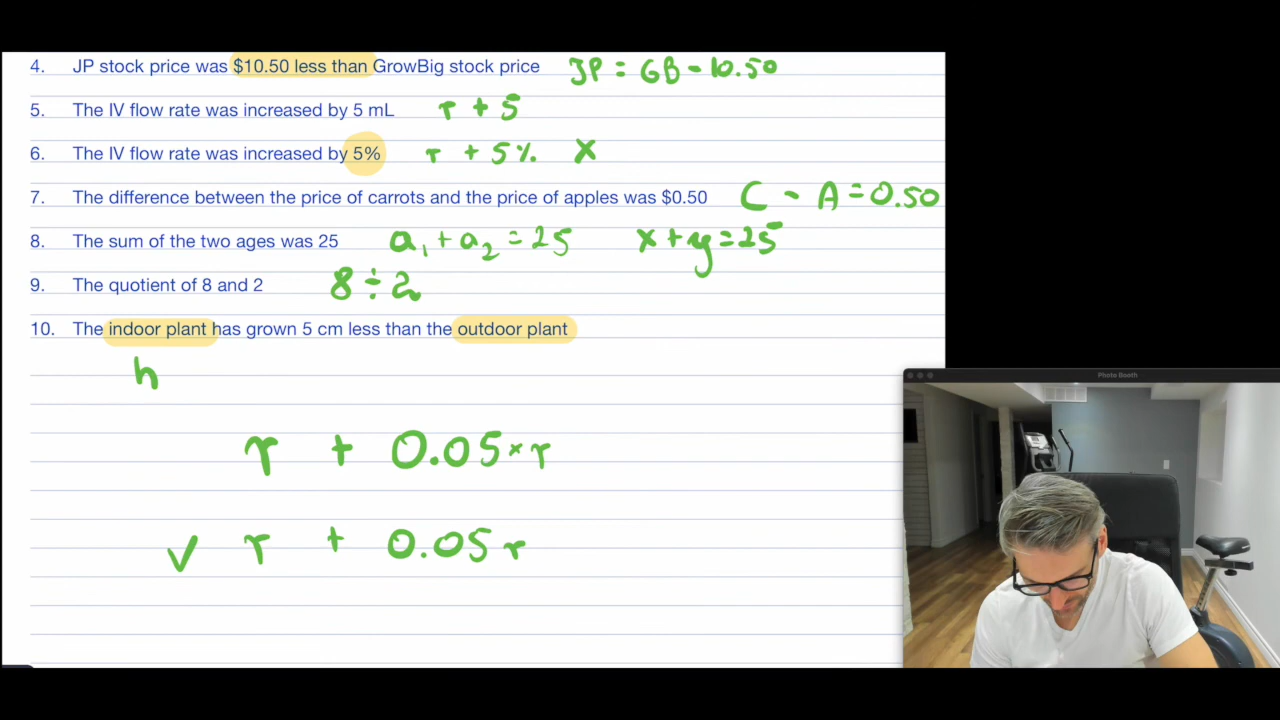 4. JP stock price was $10.50 less than GrowBig stock price JP = GB - 10.50
5. The IV flow rate was increased by 5 mL r + 5
6. The IV flow rate was increased by 5% r + 5% X
7. The difference between the price of carrots and the price of apples was $0.50 C - A = 0.50
8. The sum of the two ages was 25 a₁ + a₂ = 25 x + y = 25
9. The quotient of 8 and 2 8 ÷ 2
10. The indoor plant has grown 5 cm less than the outdoor plant
h
Photo Booth
r + 0.05 × r
✓ r + 0.05 r